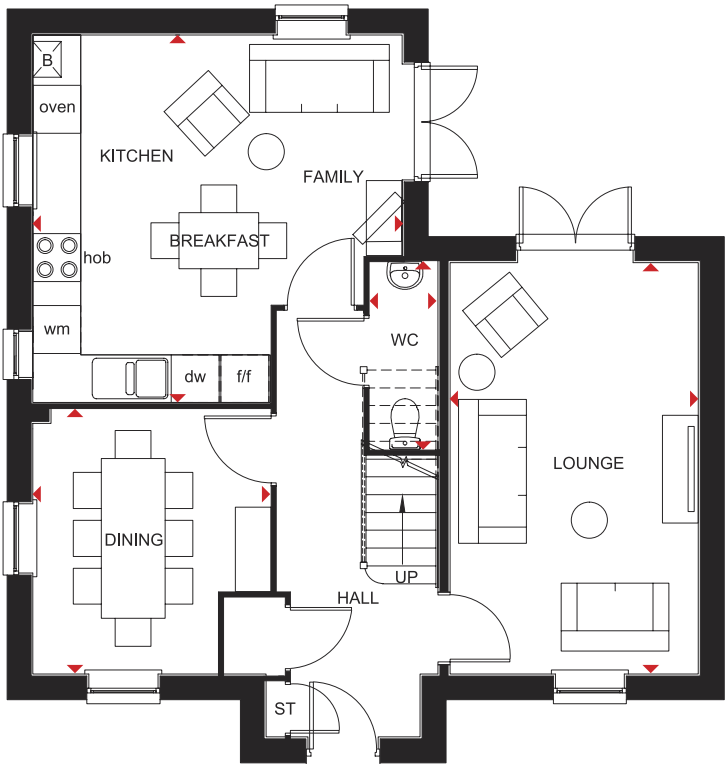 B
oven
KITCHEN
FAMILY
BREAKFAST
hob
wm
WC
dw
f/f
LOUNGE
DINING
UP
HALL
ST